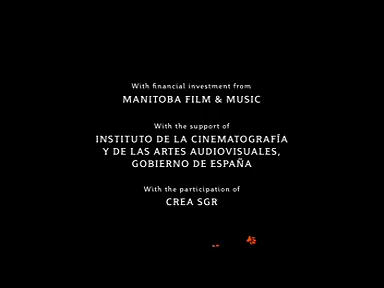 With financial investment from
MANITOBA FILM & MUSIC
With the support of
INSTITUTO DE LA CINEMATOGRAFÍA
Y DE LAS ARTES AUDIOVISUALES,
GOBIERNO DE ESPAÑA
With the participation of
CREA SGR